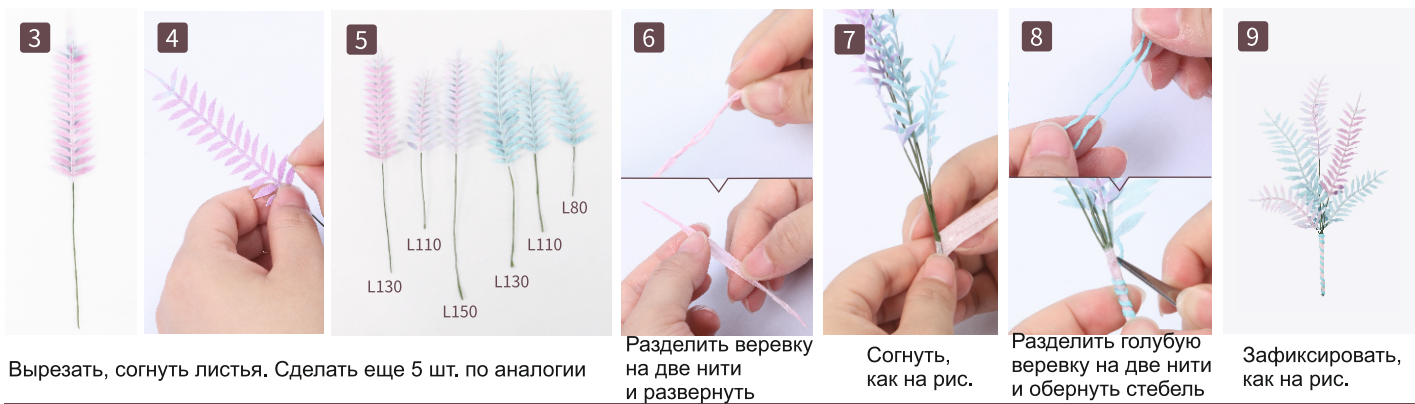 3
4
5
6
7
8
9
L80
L110
L110
L130
L130
L150
Вырезать, согнуть листья. Сделать еще 5 шт. по аналогии
Разделить веревку
на две нити
и развернуть
Согнуть,
как на рис.
Разделить голубую
веревку на две нити
и обернуть стебель
Зафиксировать,
как на рис.